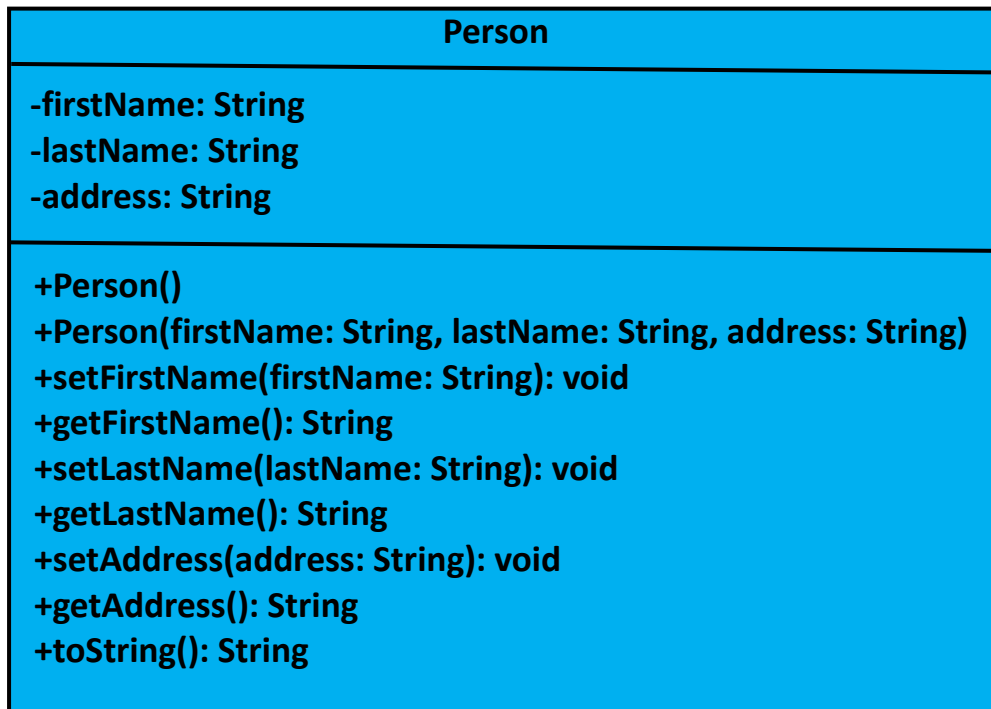 Person
-firstName: String
-lastName: String
-address: String
+Person()
+Person(firstName: String, lastName: String, address: String)
+setFirstName(firstName: String): void
+getFirstName(): String
+setLastName(lastName: String): void
+getLastName(): String
+setAddress(address: String): void
+getAddress(): String
+toString(): String